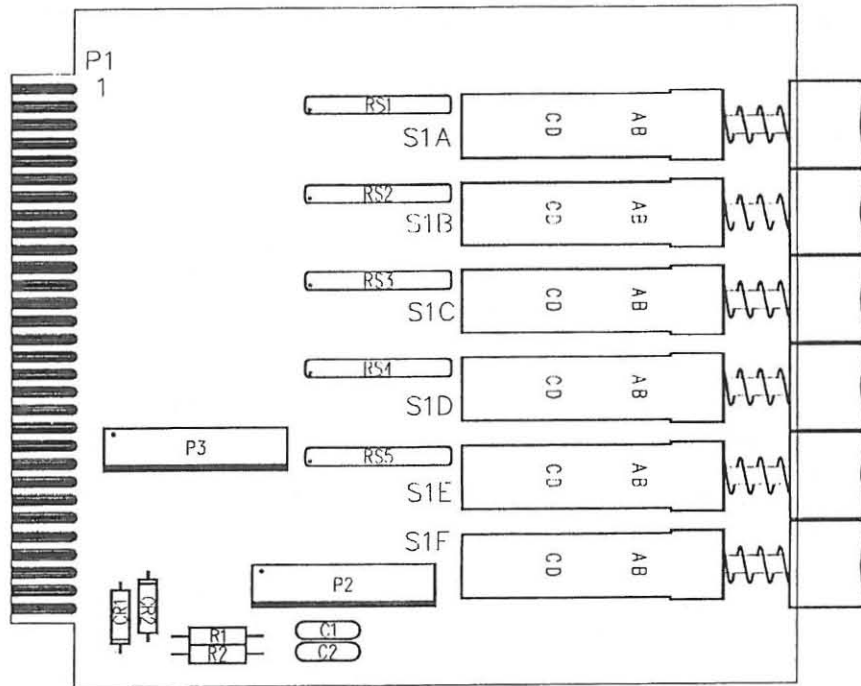 P1
1
RS1
S1A
CD
AB
RS2
S1B
CD
AB
RS3
S1C
CD
AB
RS4
S1D
CD
AB
P3
RS5
S1E
CD
AB
S1F
CD
AB
P2
CR1
CR2
R1
C1
R2
C2